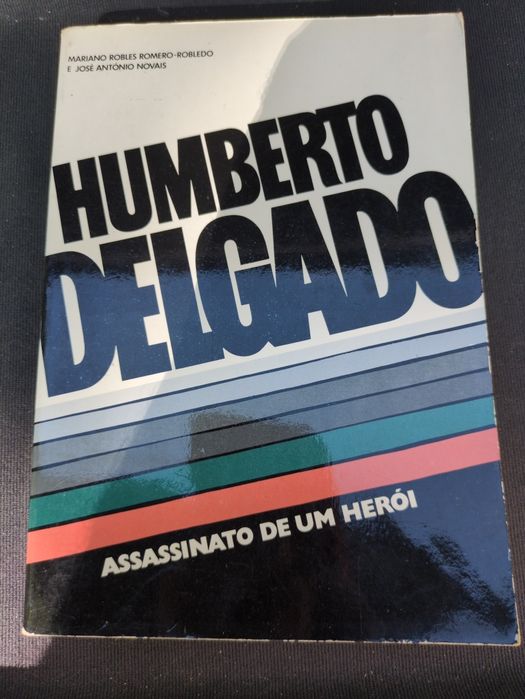 MARIANO ROBLES ROMERO-ROBLEDO
E JOSÉ ANTÓNIO NOVAIS
HUMBERTO
DELGADO
ASSASSINATO DE UM HERÓI